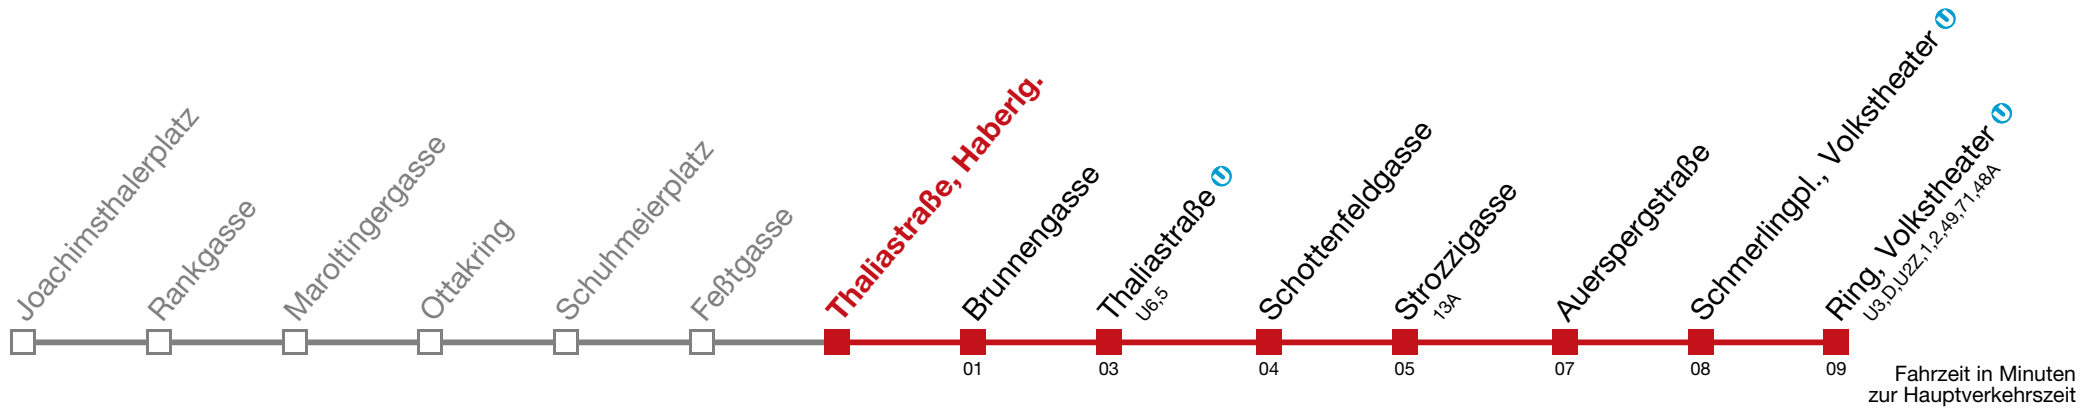 Joachimsthalerplatz
Rankgasse
Maroltingergasse
Ottakring
Schuhmeierplatz
Feßtgasse
Thaliastraße, Haberlg.
Brunnengasse
Thaliastraße U
U6,5
Schottenfeldgasse
Strozzigasse
13A
Auerspergstraße
Schmerlingpl., Volkstheater U
Ring, Volkstheater U
U3,D,U2Z,1,2,49,71,48A
01
03
04
05
07
08
09
Fahrzeit in Minuten
zur Hauptverkehrszeit